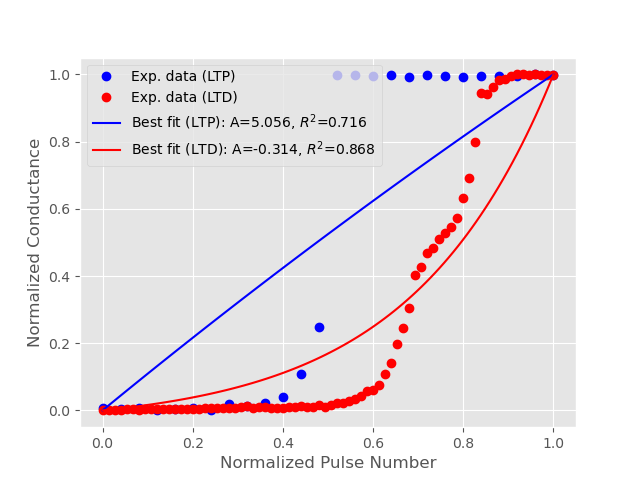 Exp. data (LTP)
Exp. data (LTD)
Best fit (LTP): A=5.056, R²=0.716
Best fit (LTD): A=-0.314, R²=0.868
1.0
0.8
0.6
0.4
0.2
0.0
Normalized Conductance
0.0 0.2 0.4 0.6 0.8 1.0
Normalized Pulse Number